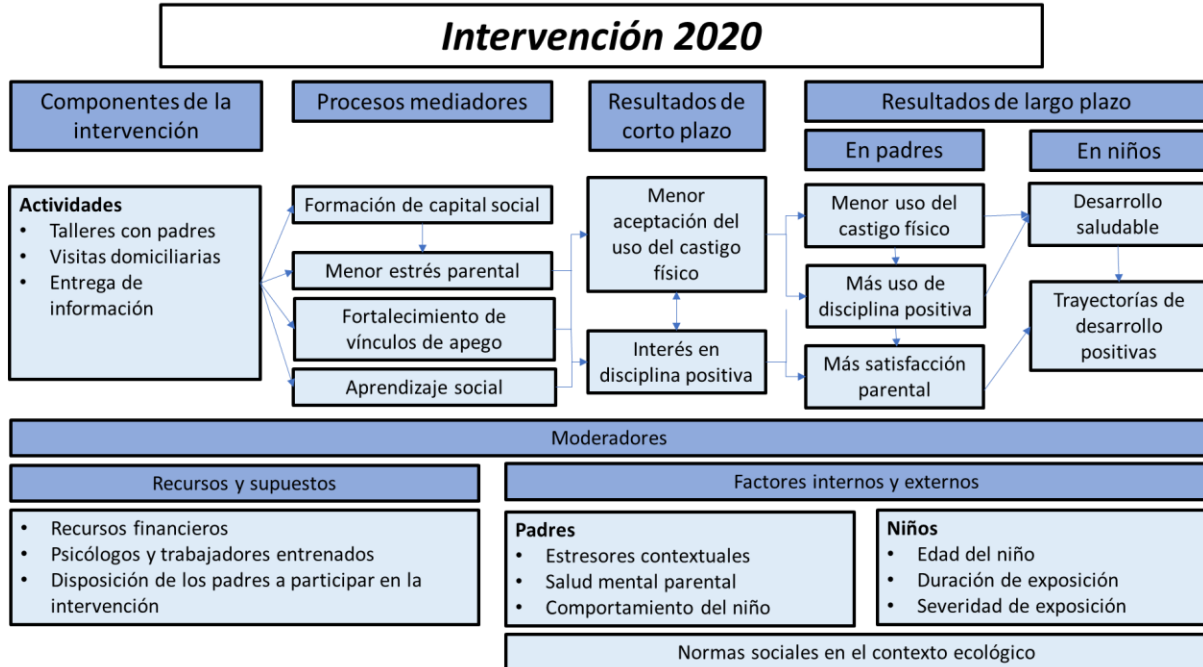 Intervención 2020
Componentes de la
intervención
Procesos mediadores
Resultados de
corto plazo
Resultados de largo plazo
En padres
En niños
Actividades
• Talleres con padres
• Visitas domiciliarias
• Entrega de
información
Formación de capital social
Menor estrés parental
Fortalecimiento de
vínculos de apego
Aprendizaje social
Menor
aceptación del
uso del castigo
físico
Interés en
disciplina positiva
Menor uso del
castigo físico
Más uso de
disciplina positiva
Más satisfacción
parental
Desarrollo
saludable
Trayectorías de
desarrollo
positivas
Moderadores
Recursos y supuestos
• Recursos financieros
• Psicólogos y trabajadores entrenados
• Disposición de los padres a participar en la
intervención
Factores internos y externos
Padres
• Estresores contextuales
• Salud mental parental
• Comportamiento del niño
Niños
• Edad del niño
• Duración de exposición
• Severidad de exposición
Normas sociales en el contexto ecológico